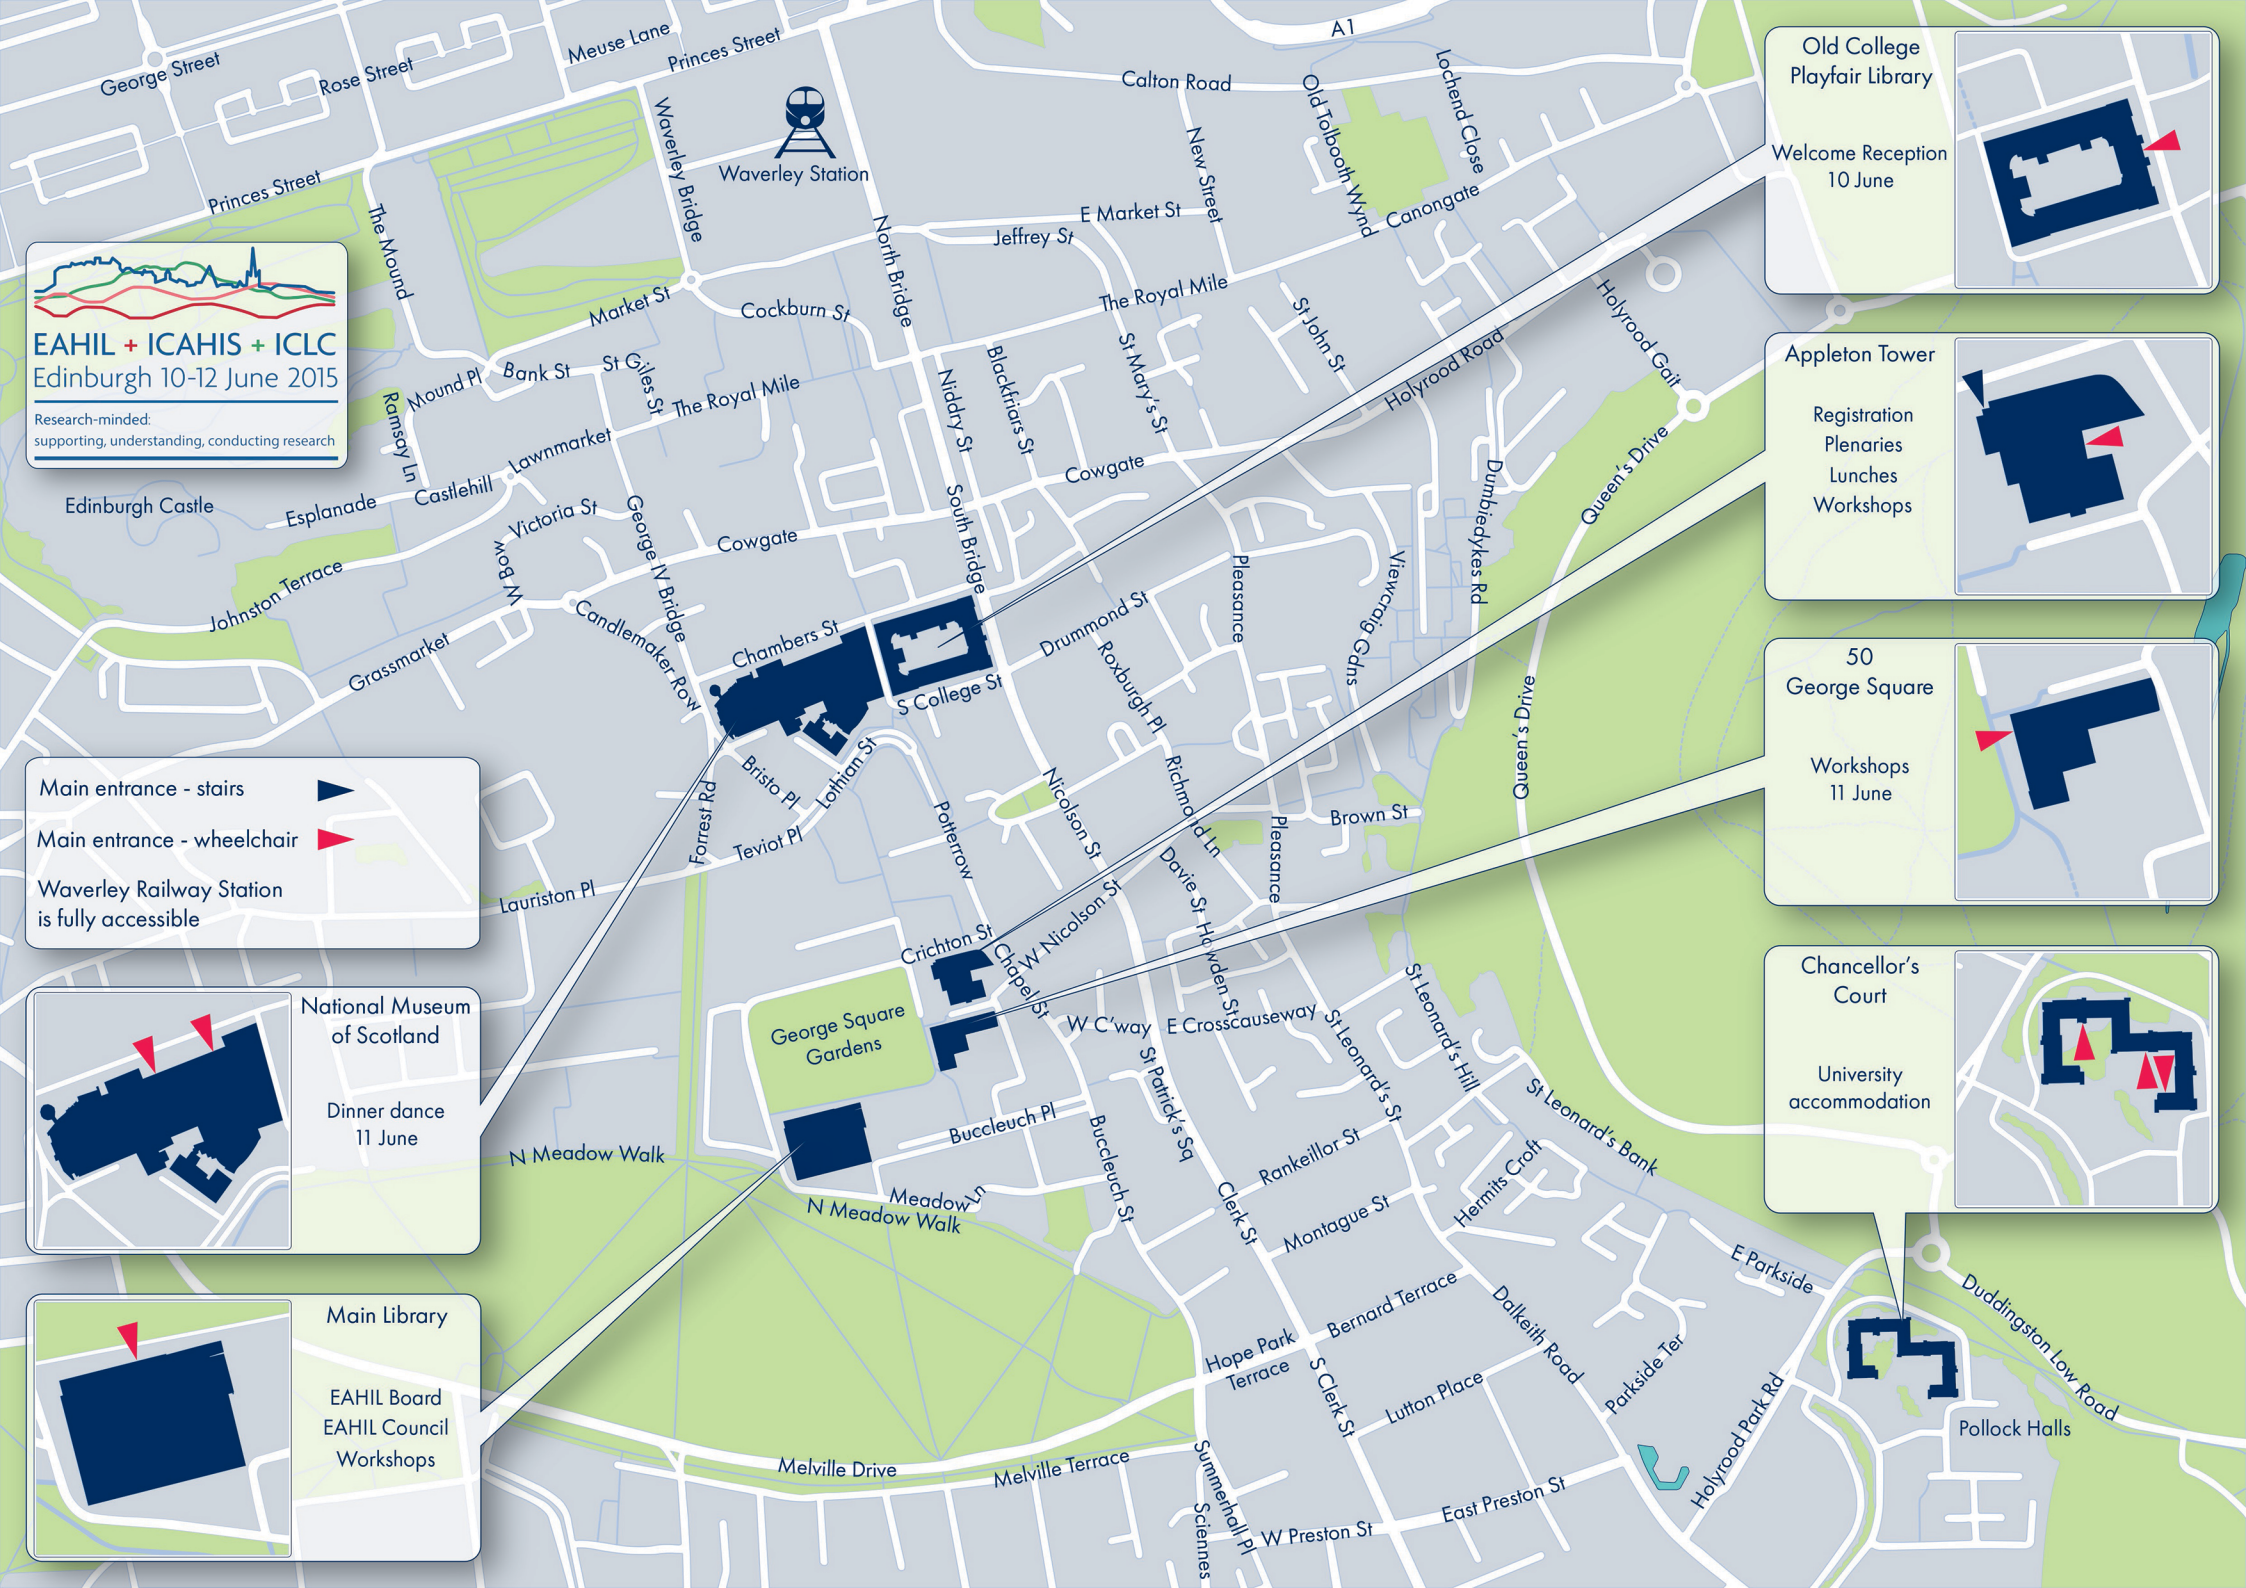 George Street
Rose Street
Meuse Lane
Princes Street
A1
Calton Road
Lochend Close
Old Tolbooth Wynd
New Street
Waverley Bridge
Waverley Station
Princes Street
The Mound
North Bridge
E Market St
Jeffrey St
Canongate
The Royal Mile
Market St
Cockburn St
St John St
Holyrood Gait
Holyrood Road
St Mary's St
Blackfriars St
Niddry St
Mound Pl
Bank St
St Giles St
The Royal Mile
Ramsay Ln
Lawnmarket
Castlehill
Esplanade
Edinburgh Castle
Victoria St
W Bow
George IV Bridge
Cowgate
Cowgate
South Bridge
Queen's Drive
Dumbiedykes Rd
Viewcraig Gdns
Pleasance
Johnston Terrace
Grassmarket
Candlemaker Row
Chambers St
S College St
Drummond St
Roxburgh Pl
Queen's Drive
Bristo Pl
Lothian St
Forrest Rd
Teviot Pl
Potterrow
Nicolson St
Richmond Ln
Brown St
Pleasance
Davie St
Lauriston Pl
Crichton St
W Nicolson St
Chapel St
Howden St
George Square
Gardens
W C'way
E Crosscauseway
St Leonard's St
St Leonard's Hill
St Leonard's Bank
St Patrick's Sq
Buccleuch Pl
Buccleuch St
N Meadow Walk
Meadow Ln
N Meadow Walk
Rankeillor St
Clerk St
Montague St
Hermits Croft
E Parkside
Bernard Terrace
Hope Park
Terrace
Dalkeith Road
Parkside Ter
Holyrood Park Rd
Duddingston Low Road
Pollock Halls
S Clerk St
Lutton Place
Melville Drive
Melville Terrace
Summerhall Pl
Sciennes
W Preston St
East Preston St
EAHIL + ICAHIS + ICLC
Edinburgh 10-12 June 2015
Research-minded:
supporting, understanding, conducting research
Main entrance - stairs
Main entrance - wheelchair
Waverley Railway Station
is fully accessible
National Museum
of Scotland
Dinner dance
11 June
Main Library
EAHIL Board
EAHIL Council
Workshops
Old College
Playfair Library
Welcome Reception
10 June
Appleton Tower
Registration
Plenaries
Lunches
Workshops
50
George Square
Workshops
11 June
Chancellor's
Court
University
accommodation